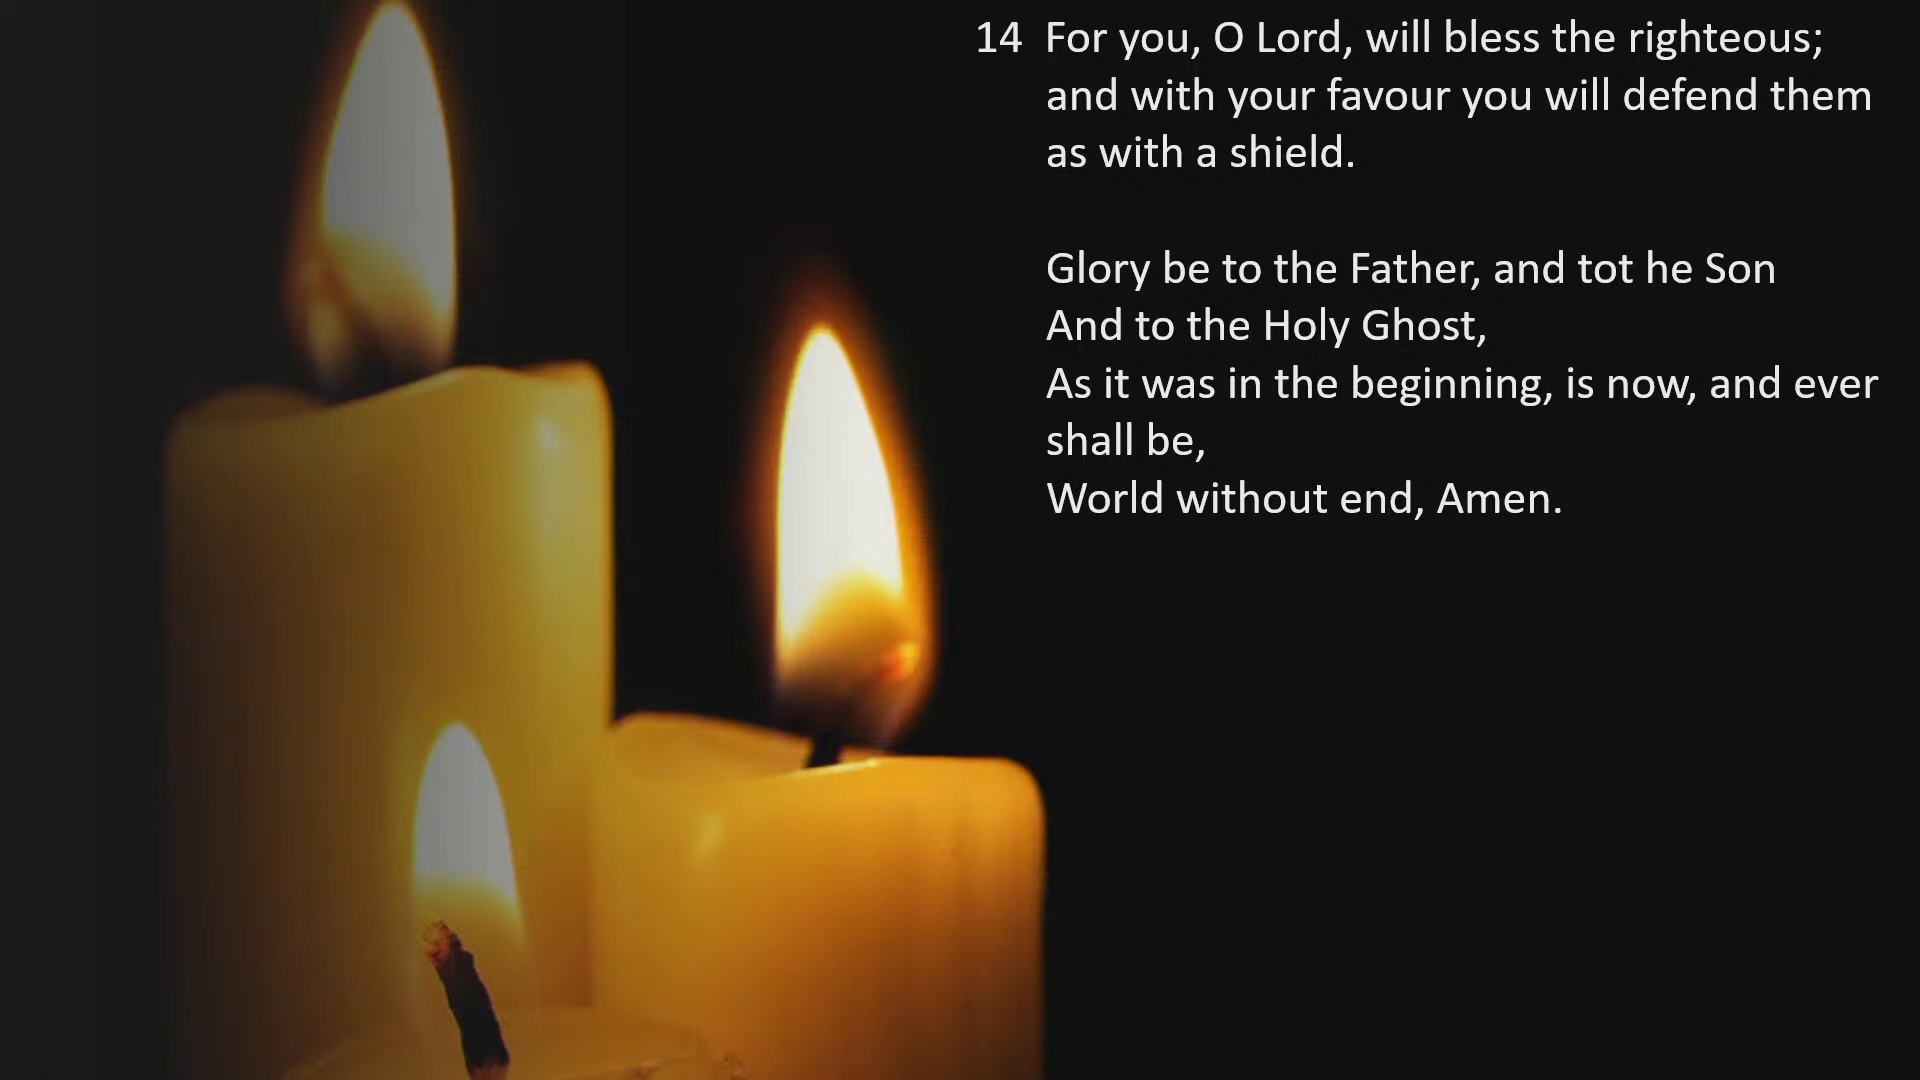 14 For you, O Lord, will bless the righteous;
and with your favour you will defend them
as with a shield.
Glory be to the Father, and tot he Son
And to the Holy Ghost,
As it was in the beginning, is now, and ever
shall be,
World without end, Amen.